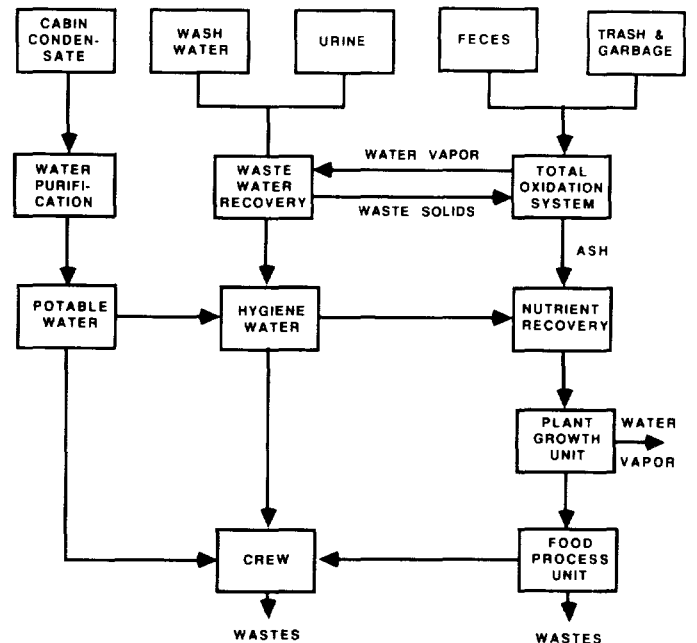 CABIN
CONDEN-
SATE
WASH
WATER
URINE
FECES
TRASH &
GARBAGE
WATER
PURIFI-
CATION
WASTE
WATER
RECOVERY
WATER VAPOR
WASTE SOLIDS
TOTAL
OXIDATION
SYSTEM
ASH
POTABLE
WATER
HYGIENE
WATER
NUTRIENT
RECOVERY
PLANT
GROWTH
UNIT
WATER
VAPOR
CREW
FOOD
PROCESS
UNIT
WASTES
WASTES